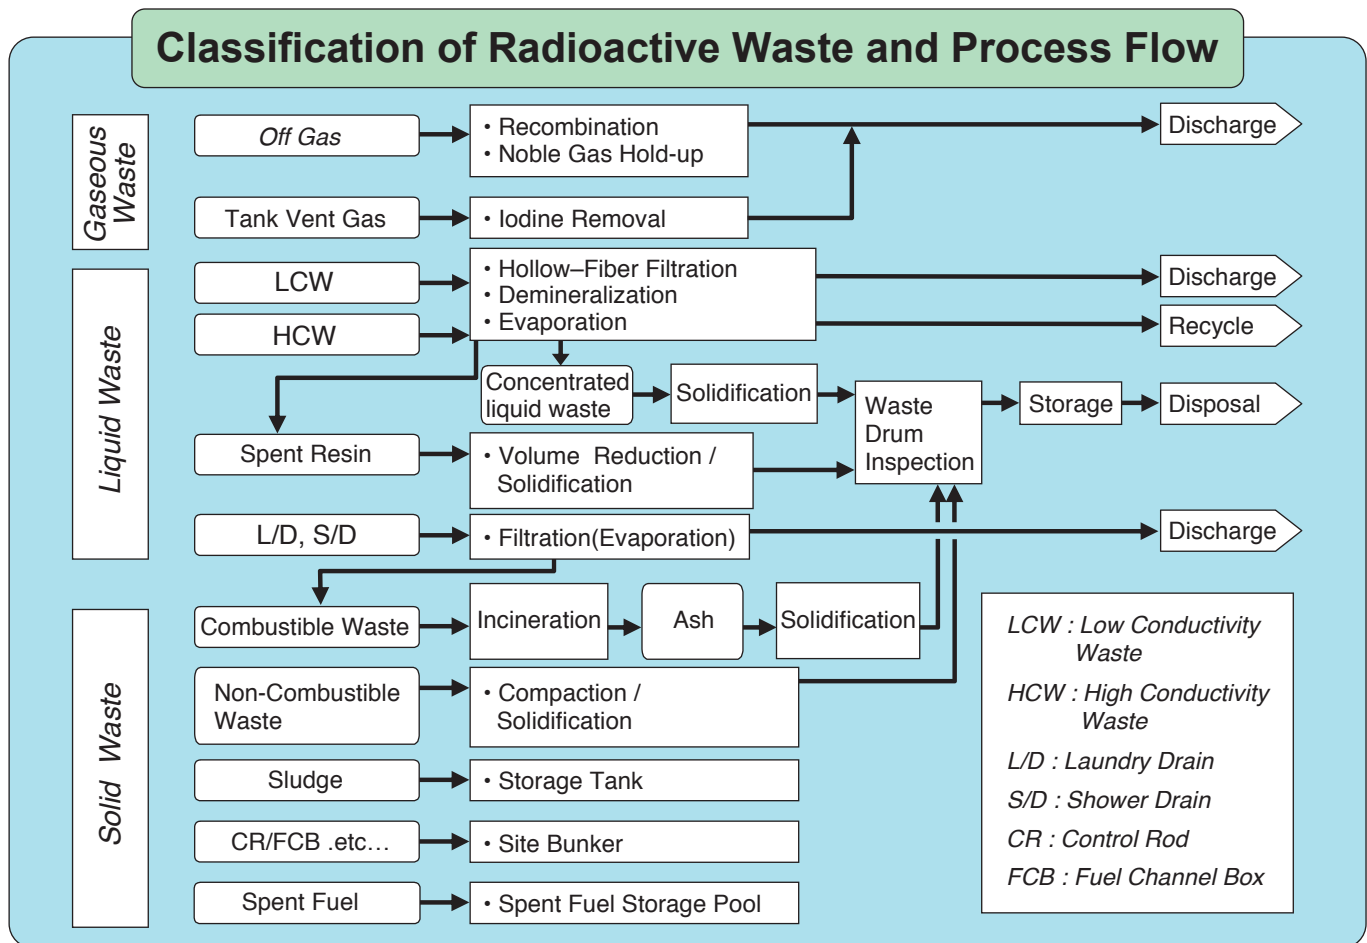 Classification of Radioactive Waste and Process Flow
Gaseous
Waste
Off Gas
• Recombination
• Noble Gas Hold-up
Discharge
Tank Vent Gas
• Iodine Removal
Liquid Waste
LCW
HCW
• Hollow–Fiber Filtration
• Demineralization
• Evaporation
Discharge
Recycle
Concentrated
liquid waste
Solidification
Waste
Drum
Inspection
Storage
Disposal
Spent Resin
• Volume Reduction /
Solidification
L/D, S/D
• Filtration(Evaporation)
Discharge
Solid Waste
Combustible Waste
Incineration
Ash
Solidification
Non-Combustible
Waste
• Compaction /
Solidification
Sludge
• Storage Tank
CR/FCB .etc…
• Site Bunker
Spent Fuel
• Spent Fuel Storage Pool
LCW : Low Conductivity
Waste
HCW : High Conductivity
Waste
L/D : Laundry Drain
S/D : Shower Drain
CR : Control Rod
FCB : Fuel Channel Box